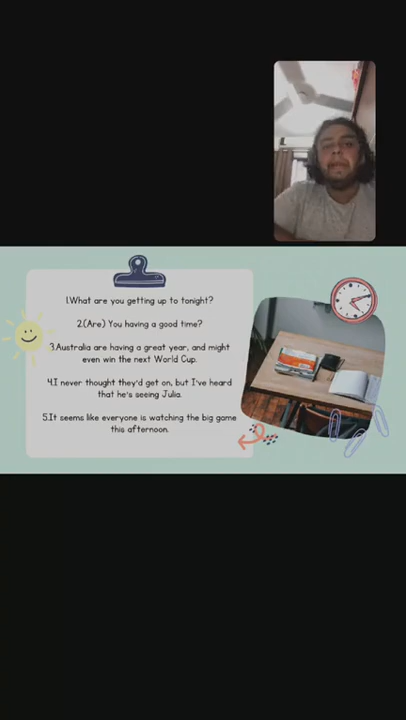 1.What are you getting up to tonight?
2.(Are) You having a good time?
3.Australia are having a great year, and might
even win the next World Cup.
4.I never thought they'd get on, but I've heard
that he's seeing Julia.
5.It seems like everyone is watching the big game
this afternoon.